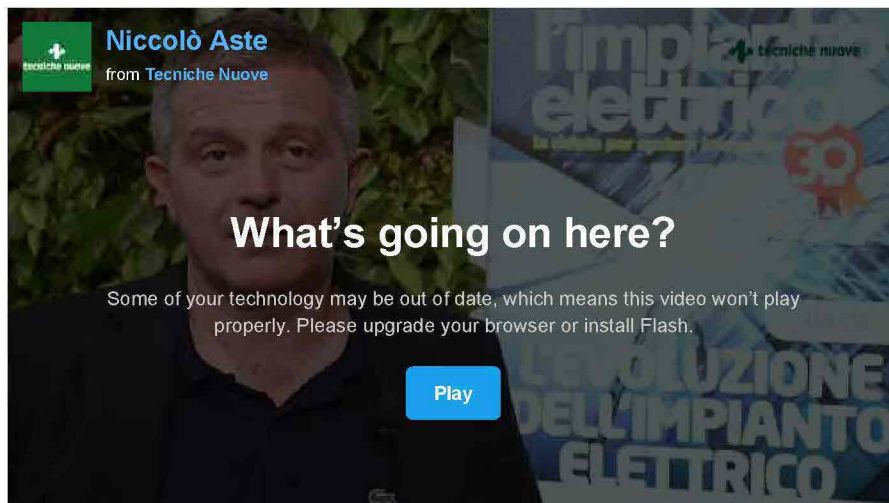 Niccolò Aste
from Tecniche Nuove
tecniche nuove
tecniche nuove
l'impianto
elettrico
30
What's going on here?
Some of your technology may be out of date, which means this video won't play
properly. Please upgrade your browser or install Flash.
Play
L'EVOLUZIONE
DELL'IMPIANTO
ELETTRICO